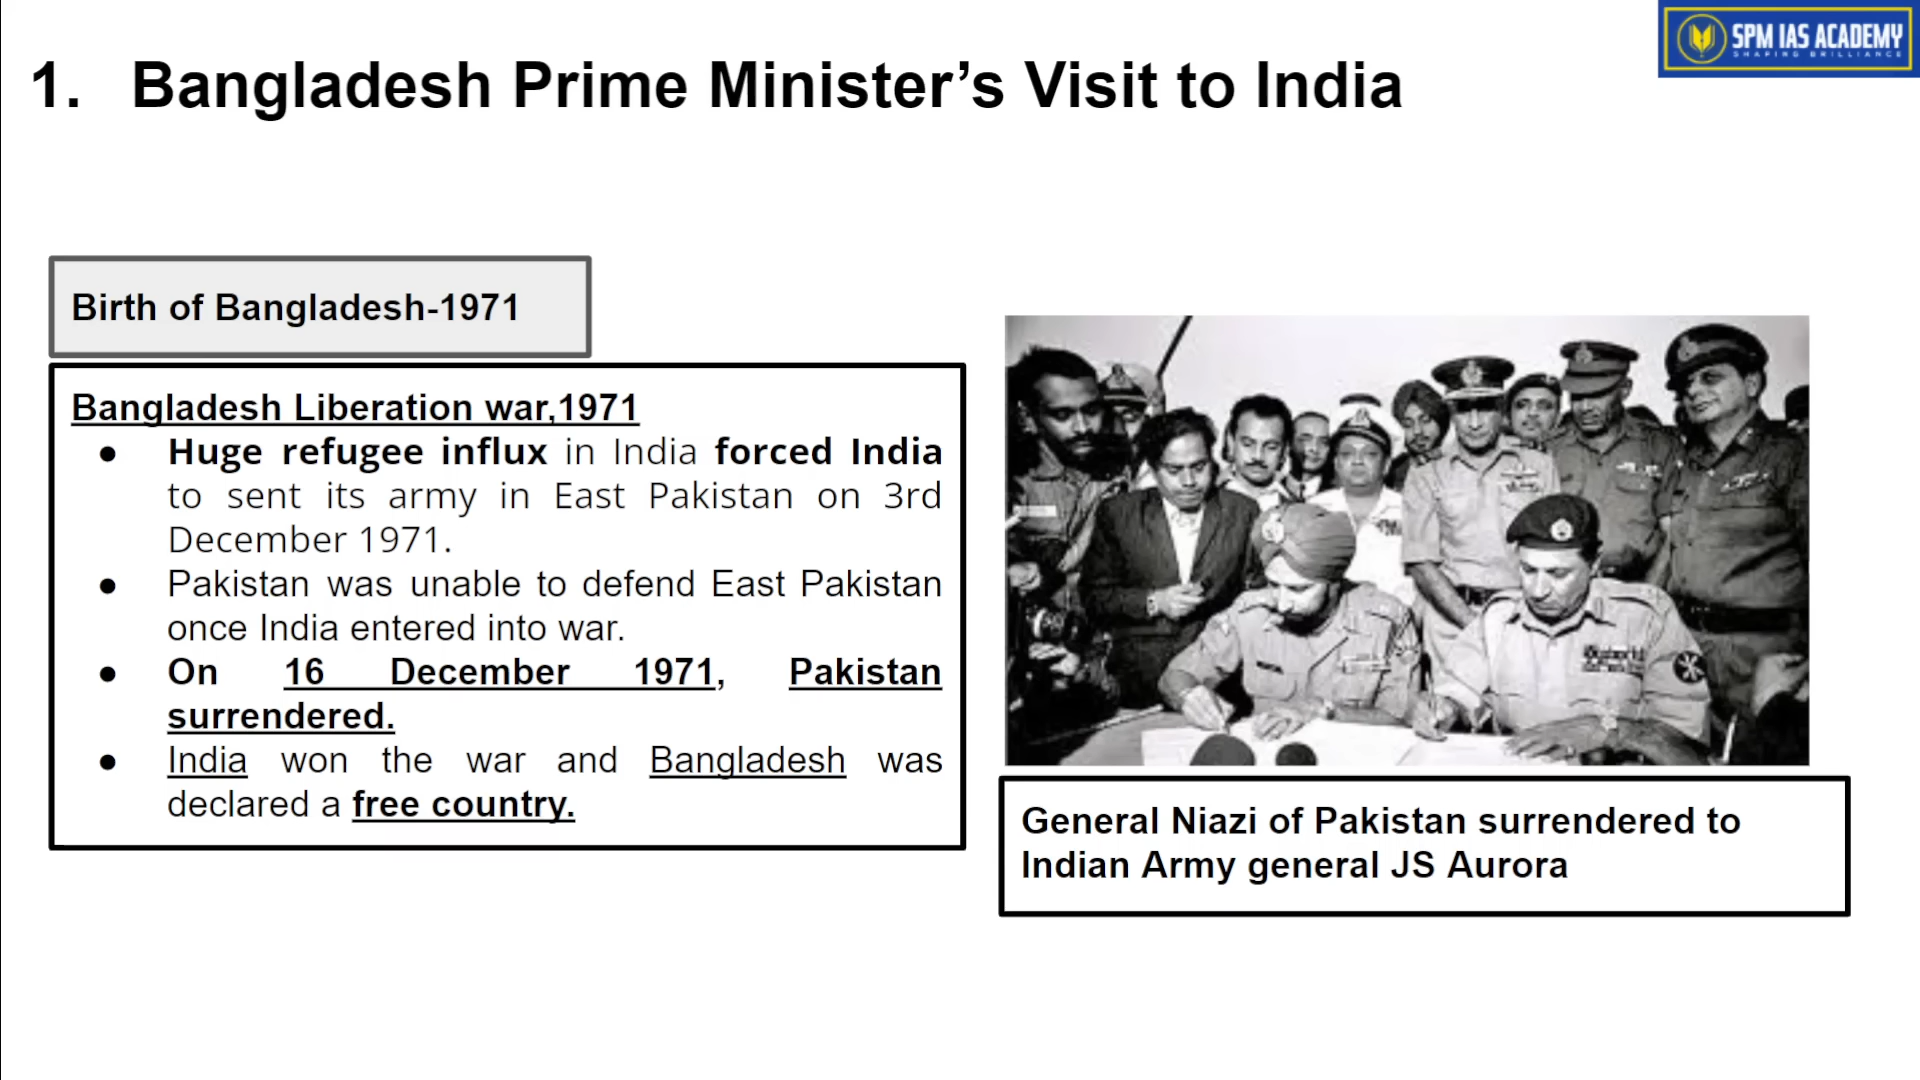 SPM IAS ACADEMY
SHAPING BRILLIANCE
1. Bangladesh Prime Minister’s Visit to India
Birth of Bangladesh-1971
Bangladesh Liberation war,1971
● Huge refugee influx in India forced India
to sent its army in East Pakistan on 3rd
December 1971.
● Pakistan was unable to defend East Pakistan
once India entered into war.
● On 16 December 1971, Pakistan
surrendered.
● India won the war and Bangladesh was
declared a free country.
General Niazi of Pakistan surrendered to
Indian Army general JS Aurora